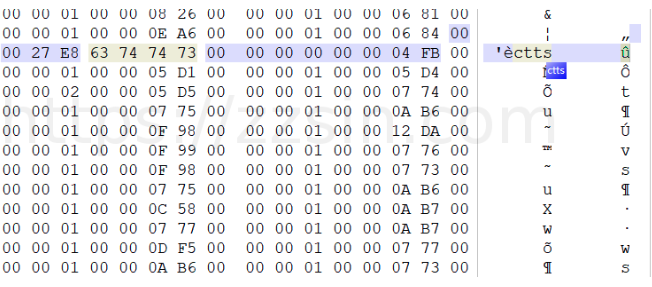 00 00 01 00 00 08 26 00 00 00 01 00 00 06 81 00 &
00 00 01 00 00 0E A6 00 00 00 01 00 00 06 84 00 ¦ „
00 27 E8 63 74 74 73 00 00 00 00 00 00 04 FB 00 'èctts û
00 00 01 00 00 05 D1 00 00 00 01 00 00 05 D4 00 ctts Ô
00 00 02 00 00 05 D5 00 00 00 01 00 00 07 74 00 Õ t
00 00 01 00 00 07 75 00 00 00 01 00 00 0A B6 00 u ¶
00 00 01 00 00 0F 98 00 00 00 01 00 00 12 DA 00 ˜ Ú
00 00 01 00 00 0F 99 00 00 00 01 00 00 07 76 00 ™ v
00 00 01 00 00 0F 98 00 00 00 01 00 00 07 73 00 ˜ s
00 00 01 00 00 07 75 00 00 00 01 00 00 0A B6 00 u ¶
00 00 01 00 00 0C 58 00 00 00 01 00 00 0A B7 00 X ·
00 00 01 00 00 07 77 00 00 00 01 00 00 0A B7 00 w ·
00 00 01 00 00 0D F5 00 00 00 01 00 00 07 77 00 õ w
00 00 01 00 00 0A B6 00 00 00 01 00 00 07 73 00 ¶ s